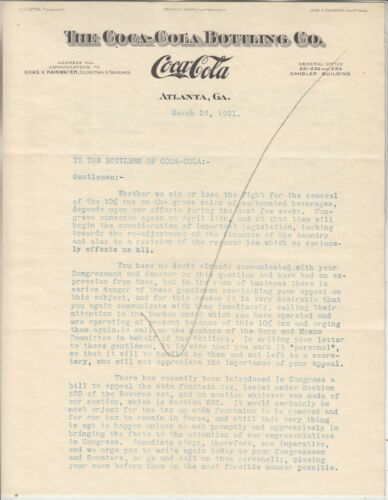 THE COCA-COLA BOTTLING CO.
ADDRESS ALL
COMMUNICATIONS TO
CHAS. V. RAINWATER, SECRETARY & TREASURER
Coca-Cola
GENERAL OFFICE
CANDLER BUILDING
ATLANTA, GA.
March 26, 1921.
TO THE BOTTLERS OF COCA-COLA:-
Gentlemen:-
Whether we win or lose the fight for the removal
of the 10% tax on the gross sales of carbonated beverages,
depends upon our efforts during the next few weeks. Con-
gress convenes again on April 11th, and at that time will
begin the consideration of important legislation, looking
towards the re-adjustment of the finances of the country
and also to a revision of the revenue law which so serious-
ly effects us all.
You have no doubt already communicated with your
Congressman and Senator on this question and have had an ex-
pression from them, but in the rush of business there is
serious danger of these gentlemen overlooking your appeal on
this subject, and for this reason it is very desirable that
you again communicate with them immediately, calling their
attention to the burden under which you have operated and
are operating at present because of this 10% tax and urging
them again to go on the members of the Ways and Means
Committee in behalf of the bottlers. In writing your letter
to these gentlemen, it is wise that you mark it "personal",
so that it will be handled by them and not left to a secre-
tary, who will not appreciate the importance of your appeal.
There has recently been introduced in Congress a
bill to appeal the soda fountain tax, levied under Section
630 of the Revenue Act, and no mention whatever was made of
our section, which is Section 628. It would certainly be
most unjust for the tax on soda fountains to be removed and
for our tax to remain in force, and still this very thing
is apt to happen unless we act promptly and aggressively in
bringing the facts to the attention of our representatives
in Congress. Immediate steps, therefore, are imperative,
and we urge you to write again today to your Congressmen
and Senators, or go and call on them personally, placing
your case before them in the most forcible manner possible.